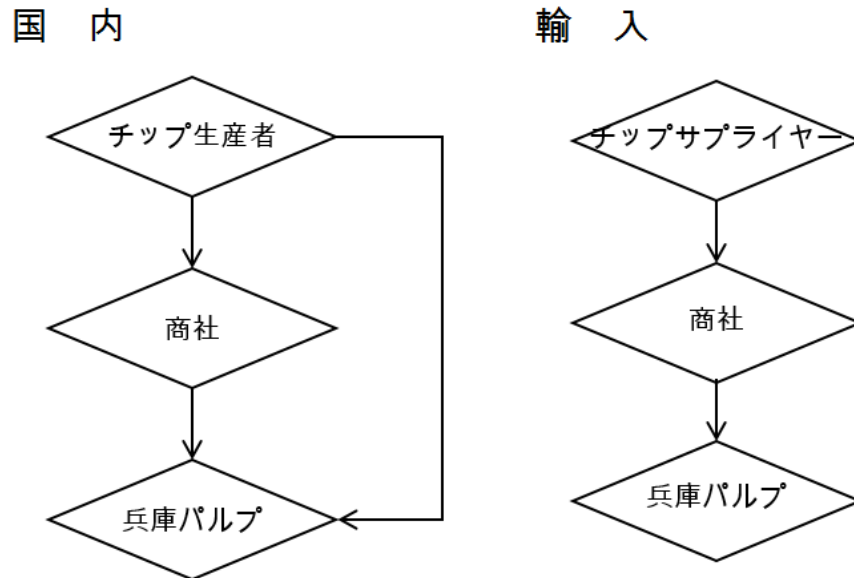 国　内
チップ生産者
商社
兵庫パルプ
輸　入
チップサプライヤー
商社
兵庫パルプ